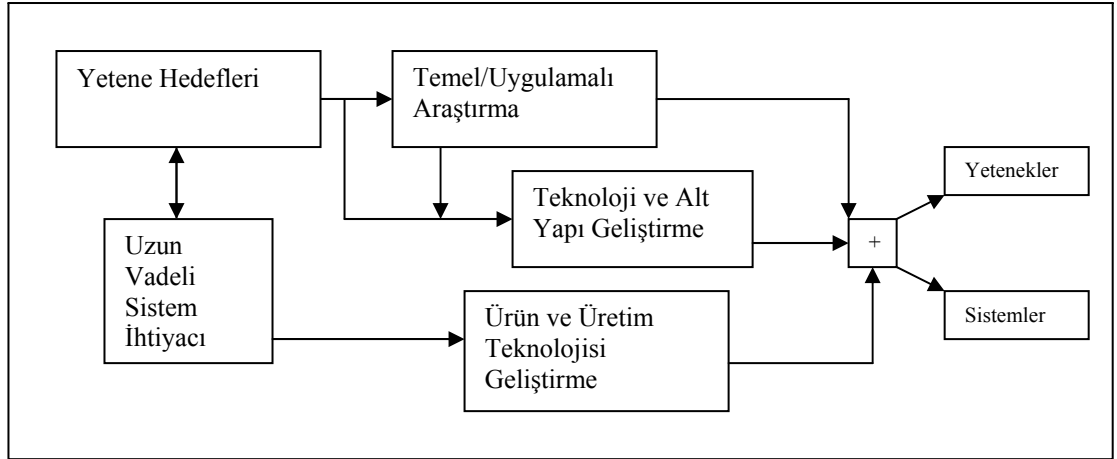 Yetene Hedefleri
Temel/Uygulamalı
Araştırma
Yetenekler
Teknoloji ve Alt
Yapı Geliştirme
+
Uzun
Vadeli
Sistem
İhtiyacı
Ürün ve Üretim
Teknolojisi
Geliştirme
Sistemler